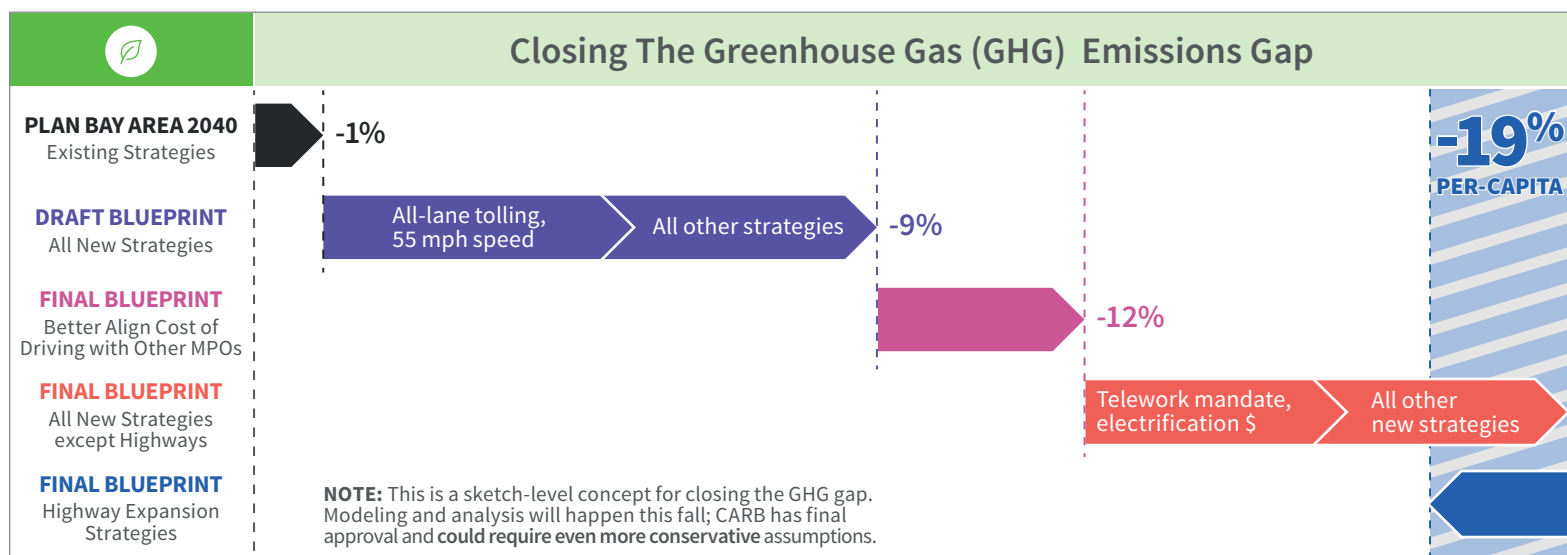 Closing The Greenhouse Gas (GHG) Emissions Gap
PLAN BAY AREA 2040
Existing Strategies
-1%
-19%
PER-CAPITA
DRAFT BLUEPRINT
All New Strategies
All-lane tolling,
55 mph speed
All other strategies
-9%
FINAL BLUEPRINT
Better Align Cost of
Driving with Other MPOs
-12%
FINAL BLUEPRINT
All New Strategies
except Highways
Telework mandate,
electrification $
All other
new strategies
FINAL BLUEPRINT
Highway Expansion
Strategies
NOTE: This is a sketch-level concept for closing the GHG gap.
Modeling and analysis will happen this fall; CARB has final
approval and could require even more conservative assumptions.